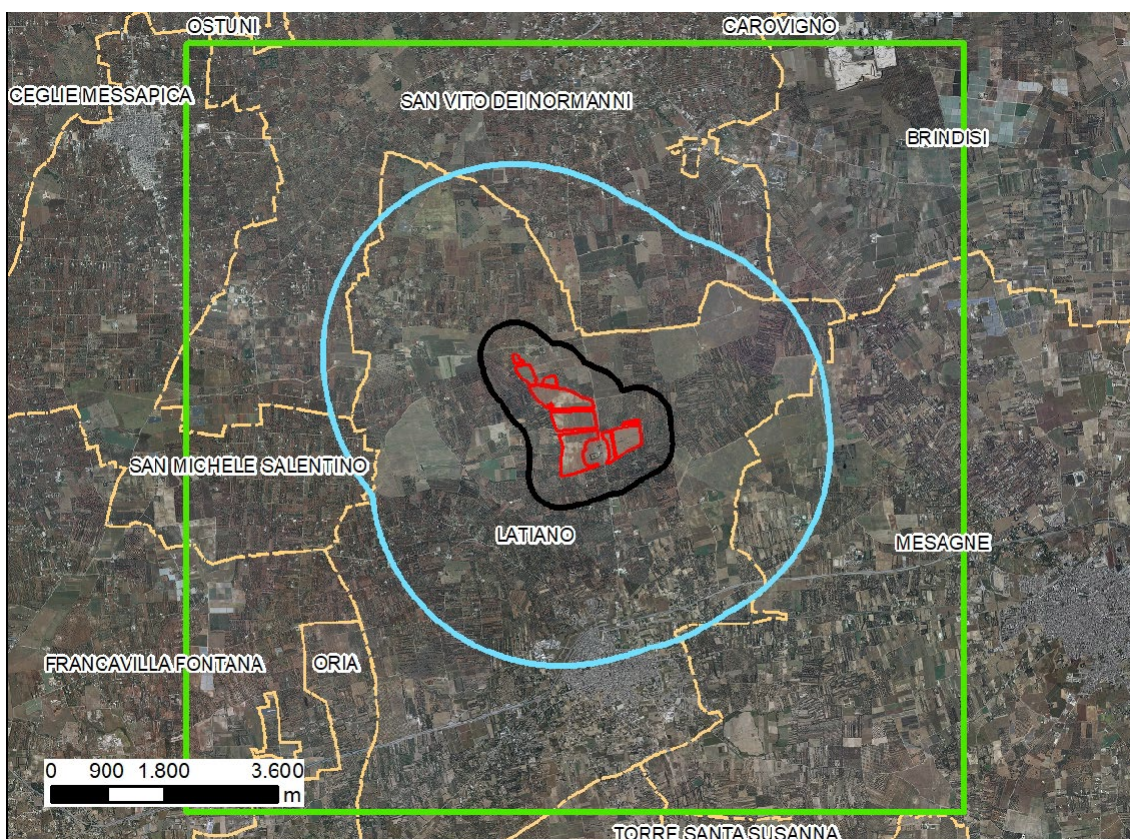 OSTUNI
CAROVIGNO
CEGLIE MESSAPICA
SAN VITO DEI NORMANNI
BRINDISI
SAN MICHELE SALENTINO
LATIANO
MESAGNE
FRANCAVILLA FONTANA
ORIA
0 900 1.800 3.600
m
TORRE SANTA SUSANNA